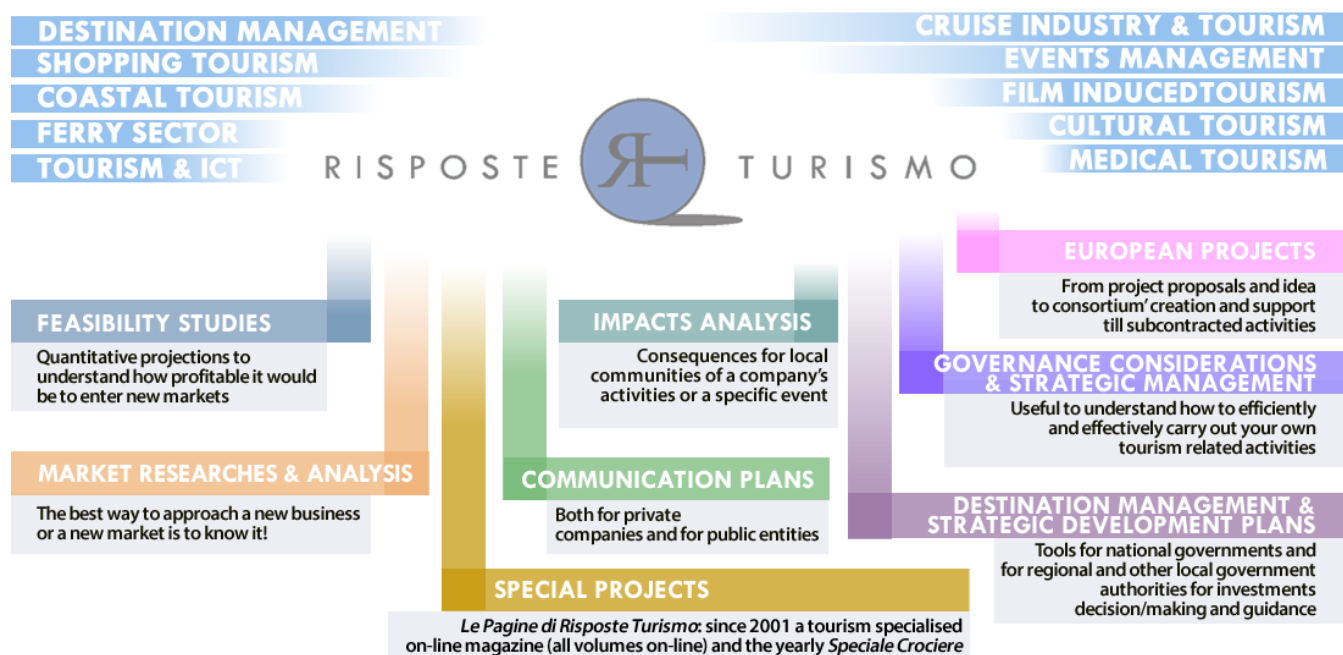 DESTINATION MANAGEMENT
SHOPPING TOURISM
COASTAL TOURISM
FERRY SECTOR
TOURISM & ICT
CRUISE INDUSTRY & TOURISM
EVENTS MANAGEMENT
FILM INDUCEDTOURISM
CULTURAL TOURISM
MEDICAL TOURISM
RISPOSTE RT TURISMO
FEASIBILITY STUDIES
Quantitative projections to
understand how profitable it would
be to enter new markets
MARKET RESEARCHES & ANALYSIS
The best way to approach a new business
or a new market is to know it!
IMPACTS ANALYSIS
Consequences for local
communities of a company's
activities or a specific event
COMMUNICATION PLANS
Both for private
companies and for public entities
SPECIAL PROJECTS
Le Pagine di Risposte Turismo: since 2001 a tourism specialised
on-line magazine (all volumes on-line) and the yearly Speciale Crociere
EUROPEAN PROJECTS
From project proposals and idea
to consortium' creation and support
till subcontracted activities
GOVERNANCE CONSIDERATIONS
& STRATEGIC MANAGEMENT
Useful to understand how to efficiently
and effectively carry out your own
tourism related activities
DESTINATION MANAGEMENT &
STRATEGIC DEVELOPMENT PLANS
Tools for national governments and
for regional and other local government
authorities for investments
decision/making and guidance